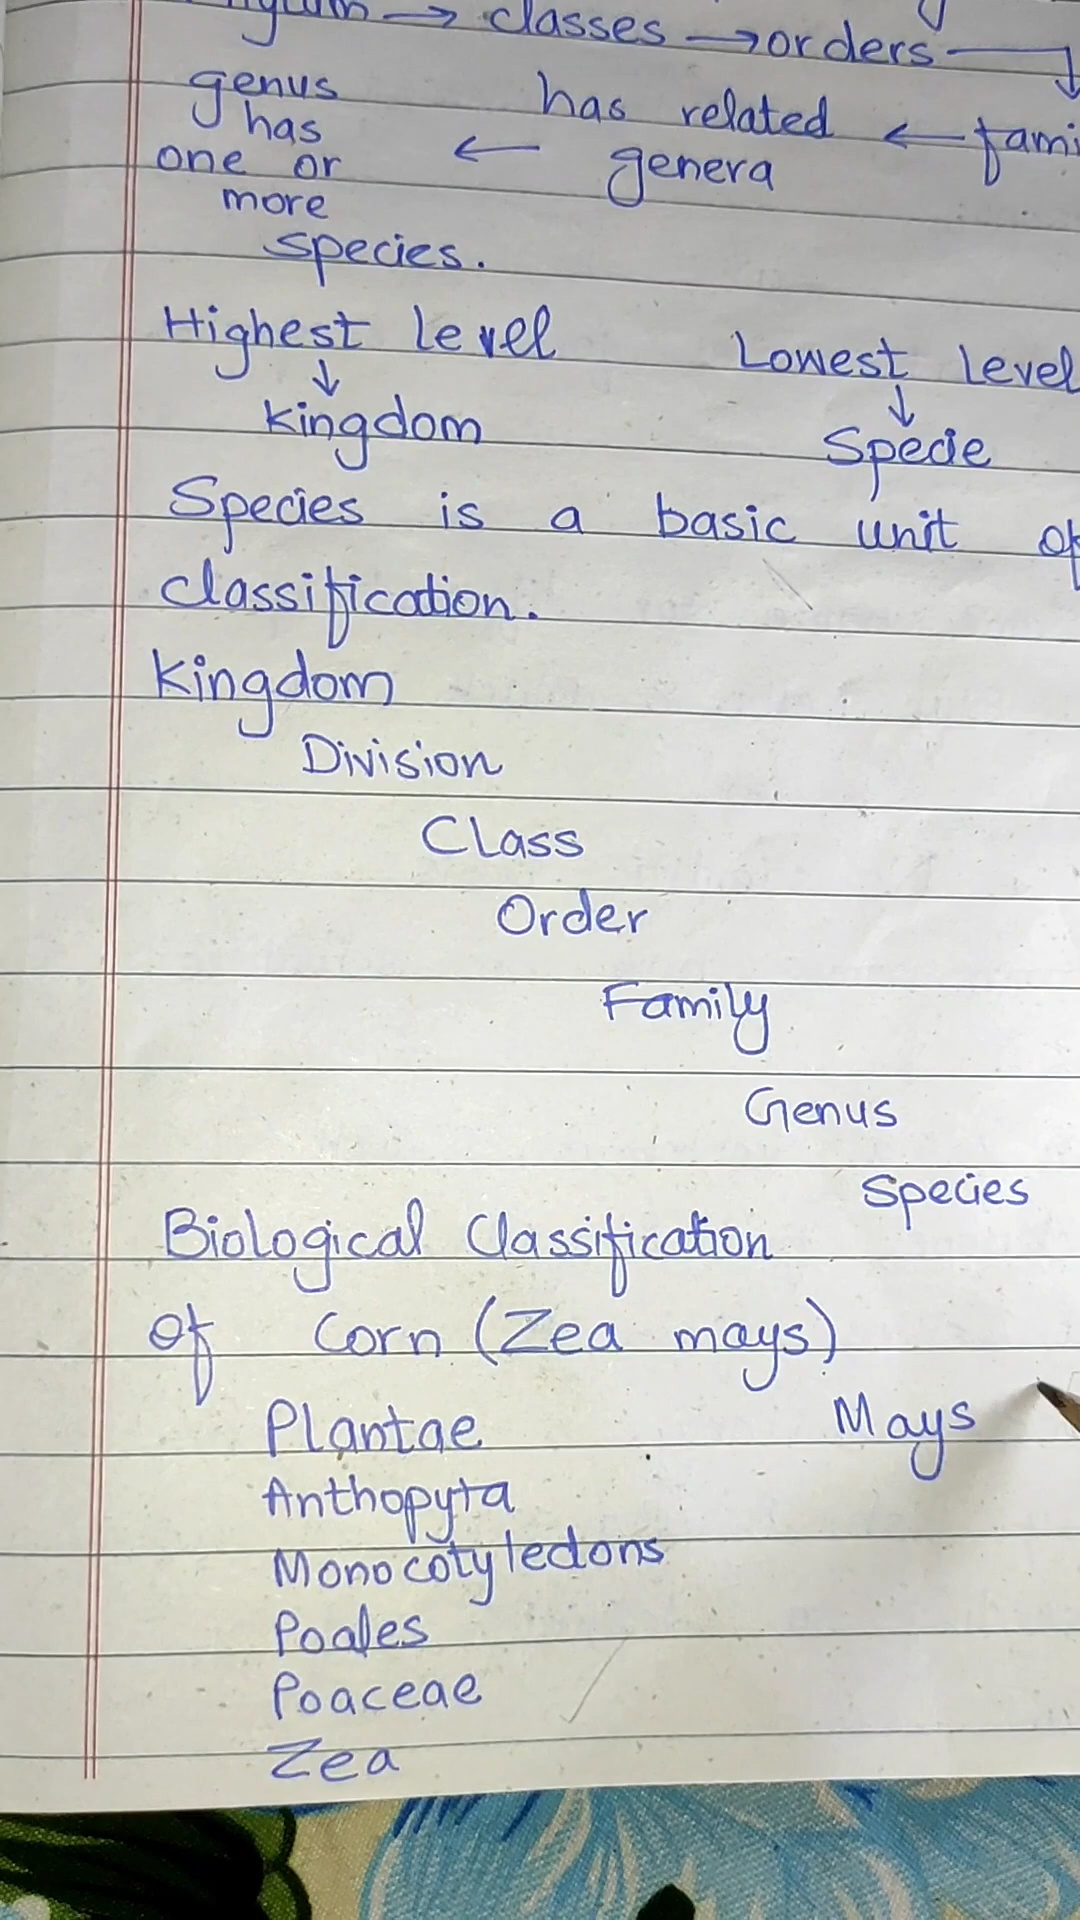 → classes → orders
genus has related ← fami
has ← genera
one or
more
species.
Highest level Lowest level
↓ ↓
Kingdom Specie
Species is a basic unit of
classification.
Kingdom
Division
Class
Order
Family
Genus
Species
Biological Classification
of Corn (Zea mays)
Plantae Mays
Anthopyta
Monocotyledons
Poales
Poaceae
Zea